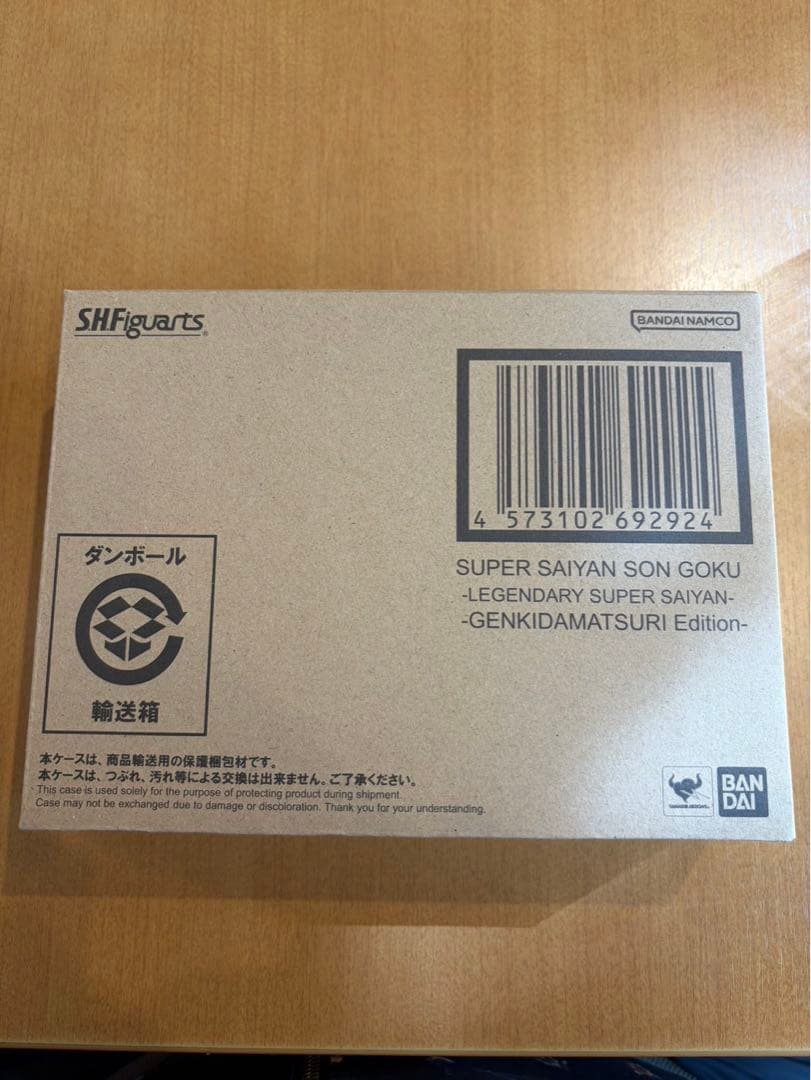 S.H.Figuarts
BANDAI NAMCO
4 573102 692924
SUPER SAIYAN SON GOKU
-LEGENDARY SUPER SAIYAN-
-GENKIDAMATSURI Edition-
ダンボール
輸送箱
本ケースは、商品輸送用の保護梱包材です。
本ケースは、つぶれ、汚れ等による交換は出来ません。ご了承ください。
This case is used solely for the purpose of protecting product during shipment.
Case may not be exchanged due to damage or discoloration. Thank you for your understanding.
TAMASHII NATIONS
BAN
DAI